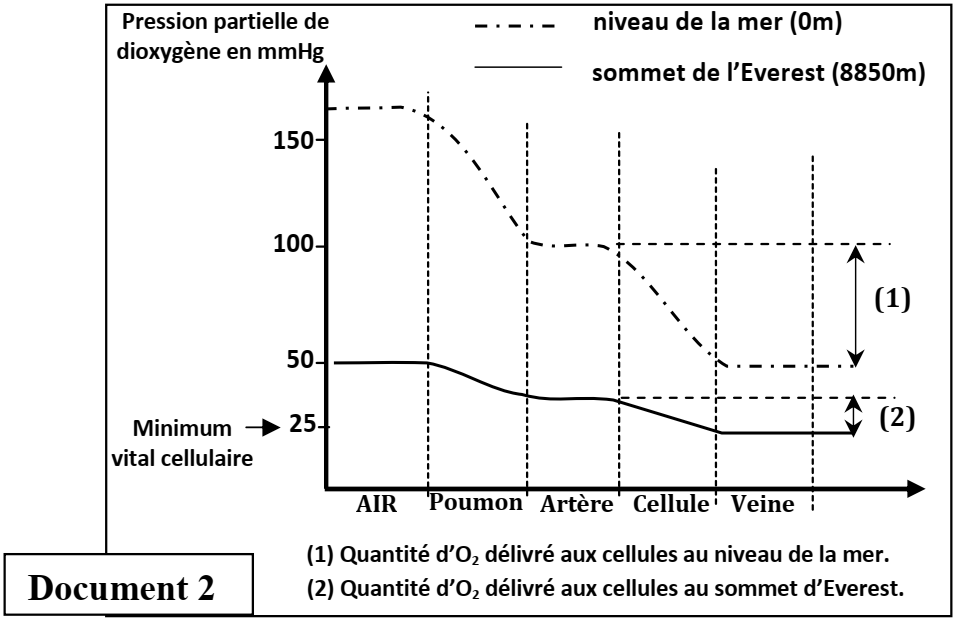 Pression partielle de
dioxygène en mmHg
niveau de la mer (0m)
sommet de l'Everest (8850m)
150
100
50
25
Minimum
vital cellulaire
(1)
(2)
AIR Poumon Artère Cellule Veine
(1) Quantité d'O₂ délivré aux cellules au niveau de la mer.
(2) Quantité d'O₂ délivré aux cellules au sommet d'Everest.
Document 2